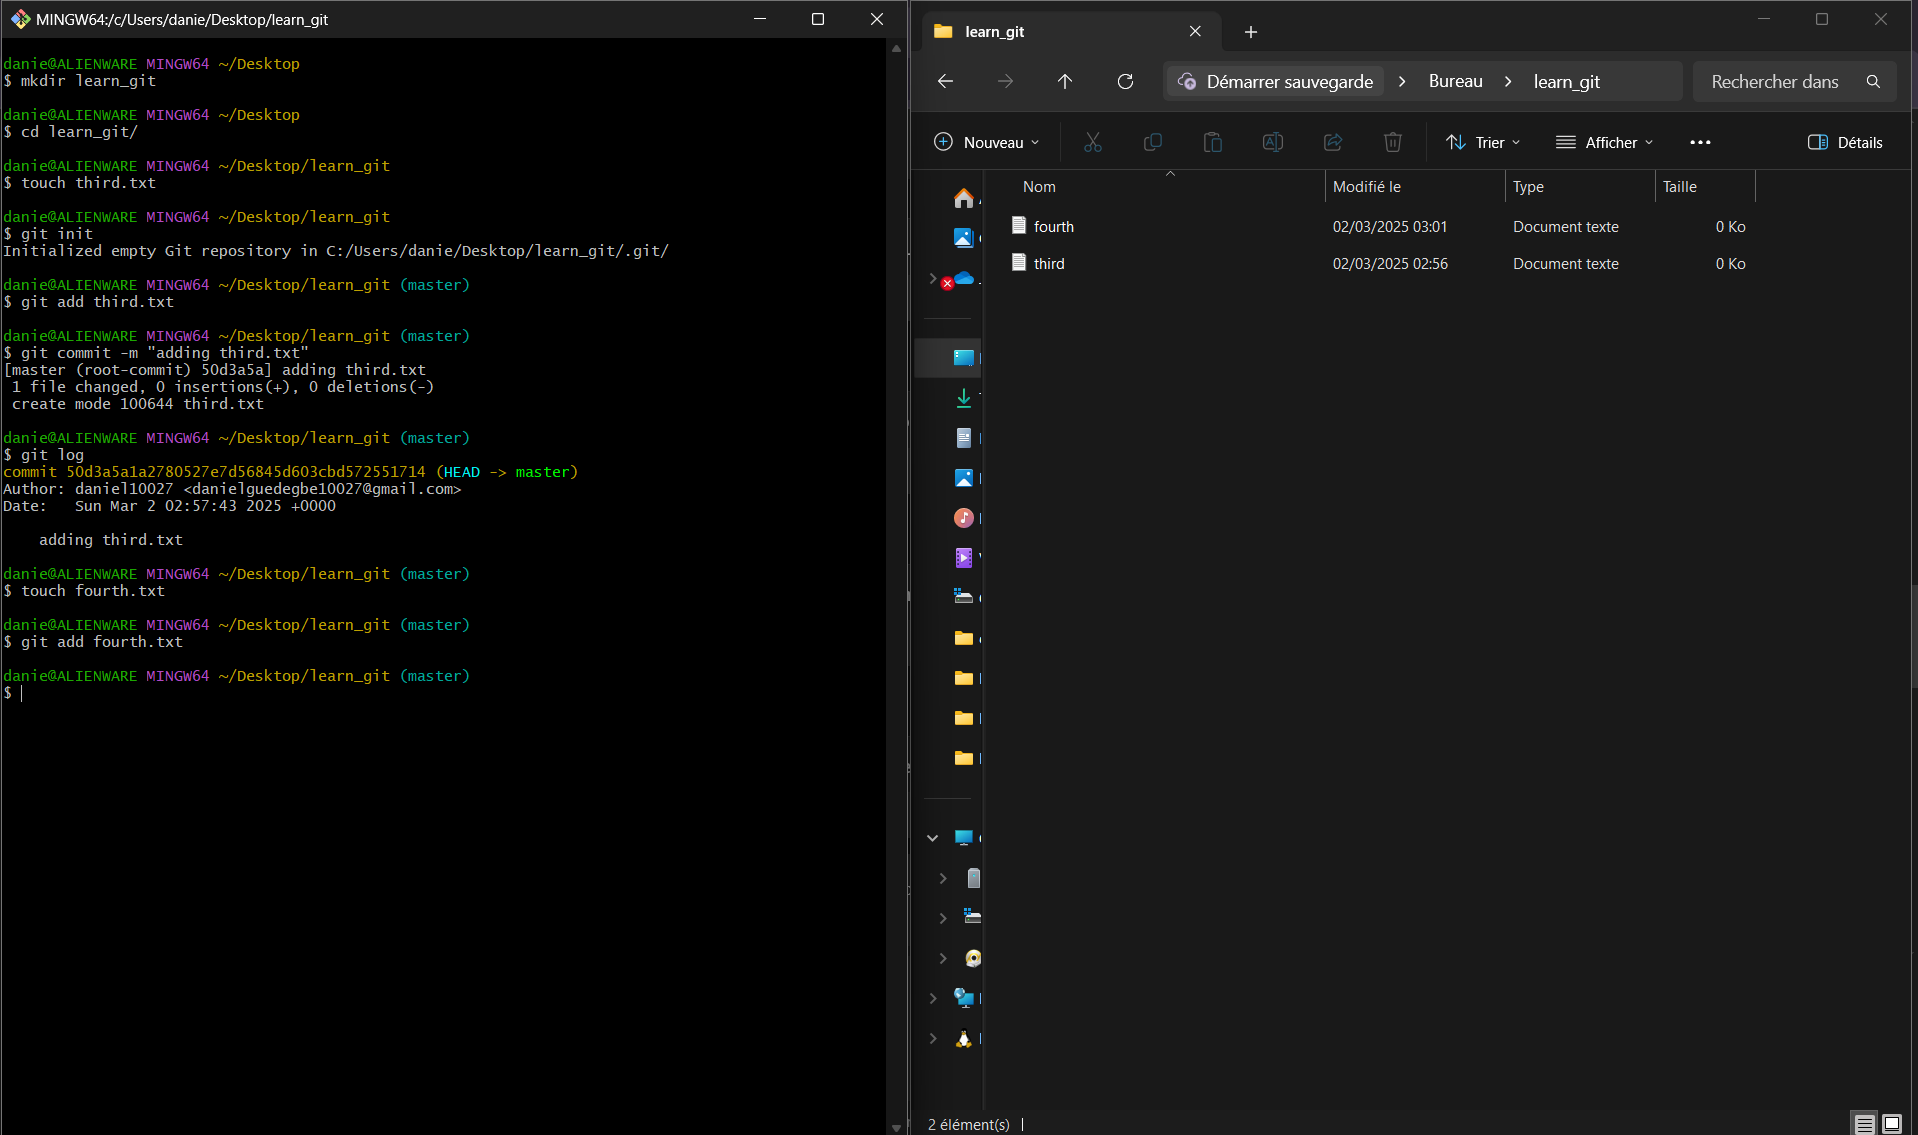 MINGW64:/c/Users/danie/Desktop/learn_git
danie@ALIENWARE MINGW64 ~/Desktop
$ mkdir learn_git
danie@ALIENWARE MINGW64 ~/Desktop
$ cd learn_git/
danie@ALIENWARE MINGW64 ~/Desktop/learn_git
$ touch third.txt
danie@ALIENWARE MINGW64 ~/Desktop/learn_git
$ git init
Initialized empty Git repository in C:/Users/danie/Desktop/learn_git/.git/
danie@ALIENWARE MINGW64 ~/Desktop/learn_git (master)
$ git add third.txt
danie@ALIENWARE MINGW64 ~/Desktop/learn_git (master)
$ git commit -m "adding third.txt"
[master (root-commit) 50d3a5a] adding third.txt
1 file changed, 0 insertions(+), 0 deletions(-)
create mode 100644 third.txt
danie@ALIENWARE MINGW64 ~/Desktop/learn_git (master)
$ git log
commit 50d3a5a1a2780527e7d56845d603cbd572551714 (HEAD -> master)
Author: daniel10027 <danielguedegbe10027@gmail.com>
Date:   Sun Mar 2 02:57:43 2025 +0000
adding third.txt
danie@ALIENWARE MINGW64 ~/Desktop/learn_git (master)
$ touch fourth.txt
danie@ALIENWARE MINGW64 ~/Desktop/learn_git (master)
$ git add fourth.txt
danie@ALIENWARE MINGW64 ~/Desktop/learn_git (master)
$
learn_git
Démarrer sauvegarde > Bureau > learn_git
Rechercher dans
Nouveau
Trier
Afficher
Détails
Nom Modifié le Type Taille
fourth 02/03/2025 03:01 Document texte 0 Ko
third 02/03/2025 02:56 Document texte 0 Ko
2 élément(s)